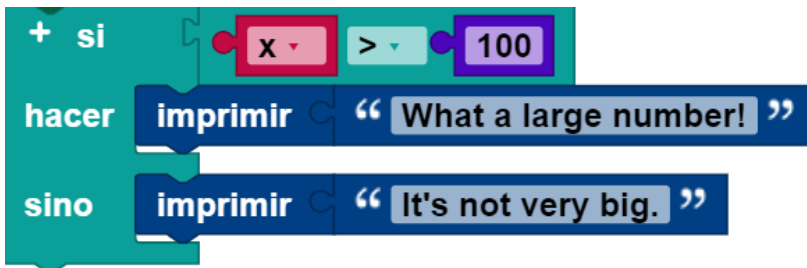 + si x > 100
hacer imprimir “ What a large number! ”
sino imprimir “ It's not very big. ”